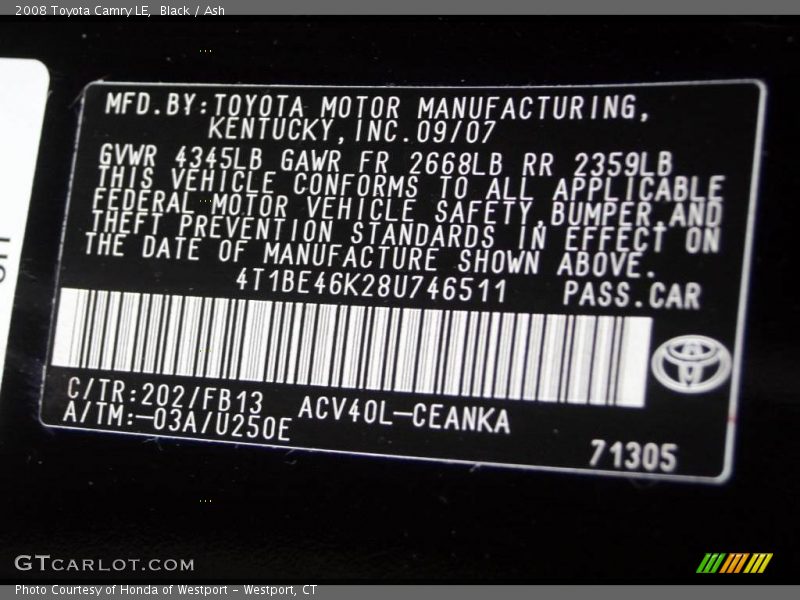 2008 Toyota Camry LE, Black / Ash
MFD.BY:TOYOTA MOTOR MANUFACTURING,
KENTUCKY,INC.09/07
GVWR 4345LB GAWR FR 2668LB RR 2359LB
THIS VEHICLE CONFORMS TO ALL APPLICABLE
FEDERAL MOTOR VEHICLE SAFETY,BUMPER,AND
THEFT PREVENTION STANDARDS IN EFFECT ON
THE DATE OF MANUFACTURE SHOWN ABOVE.
4T1BE46K28U746511 PASS.CAR
C/TR:202/FB13 ACV40L-CEANKA
A/TM:-03A/U250E
71305
GTCARLOT.COM
Photo Courtesy of Honda of Westport - Westport, CT